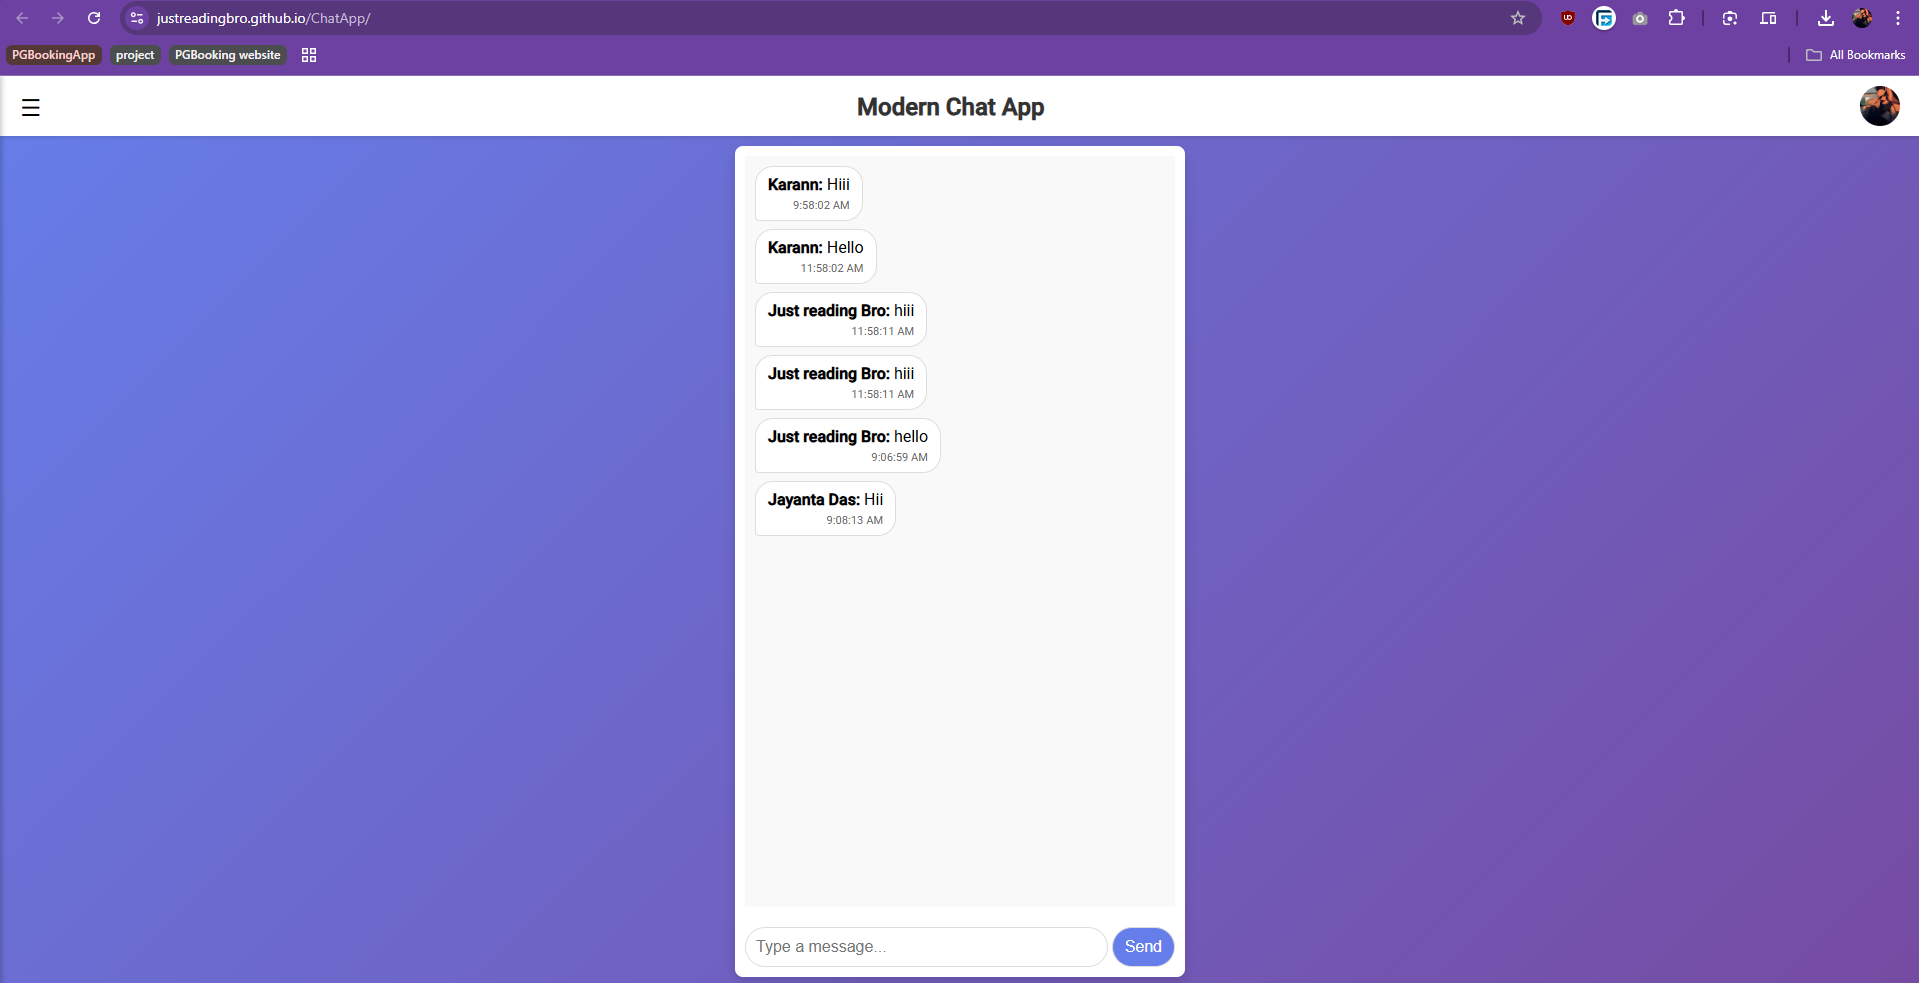 justreadingbro.github.io/ChatApp/
PGBookingApp project PGBooking website All Bookmarks
☰ Modern Chat App
Karann: Hiii
9:58:02 AM
Karann: Hello
11:58:02 AM
Just reading Bro: hiii
11:58:11 AM
Just reading Bro: hiii
11:58:11 AM
Just reading Bro: hello
9:06:59 AM
Jayanta Das: Hii
9:08:13 AM
Type a message... Send